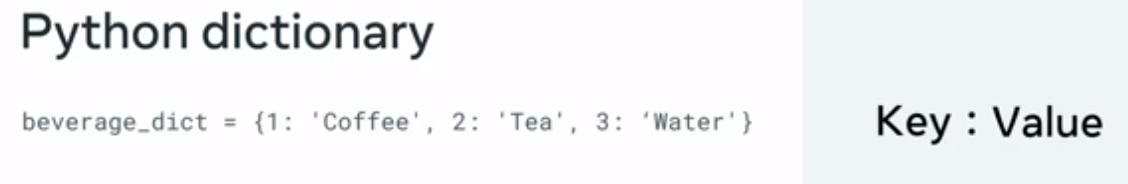 Python dictionary
beverage_dict = {1: 'Coffee', 2: 'Tea', 3: ‘Water'}
Key : Value